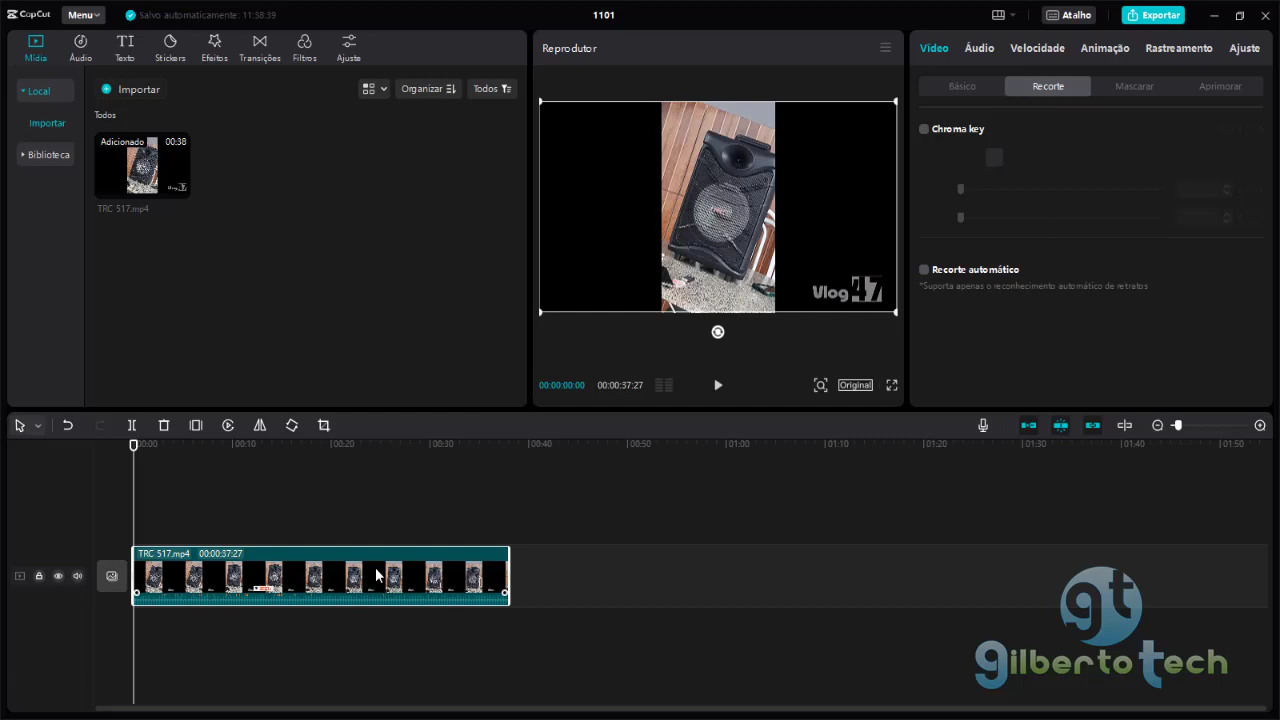 CapCut
Menu
Salvo automaticamente: 11:38:39
1101
Atalho
Exportar
Mídia
Áudio
Texto
Stickers
Efeitos
Transições
Filtros
Ajuste
Local
Importar
Organizar
Todos
Todos
Importar
Biblioteca
Adicionado
00:38
TRC 517.mp4
Reprodutor
Vlog 47
00:00:00:00
00:00:37:27
Original
Vídeo
Áudio
Velocidade
Animação
Rastreamento
Ajuste
Básico
Recorte
Mascarar
Aprimorar
Chroma key
Recorte automático
*Suporta apenas o reconhecimento automático de retratos
00:00
00:10
00:20
00:30
00:40
00:50
01:00
01:10
01:20
01:30
01:40
01:50
TRC 517.mp4 00:00:37:27
gt
gilberto tech